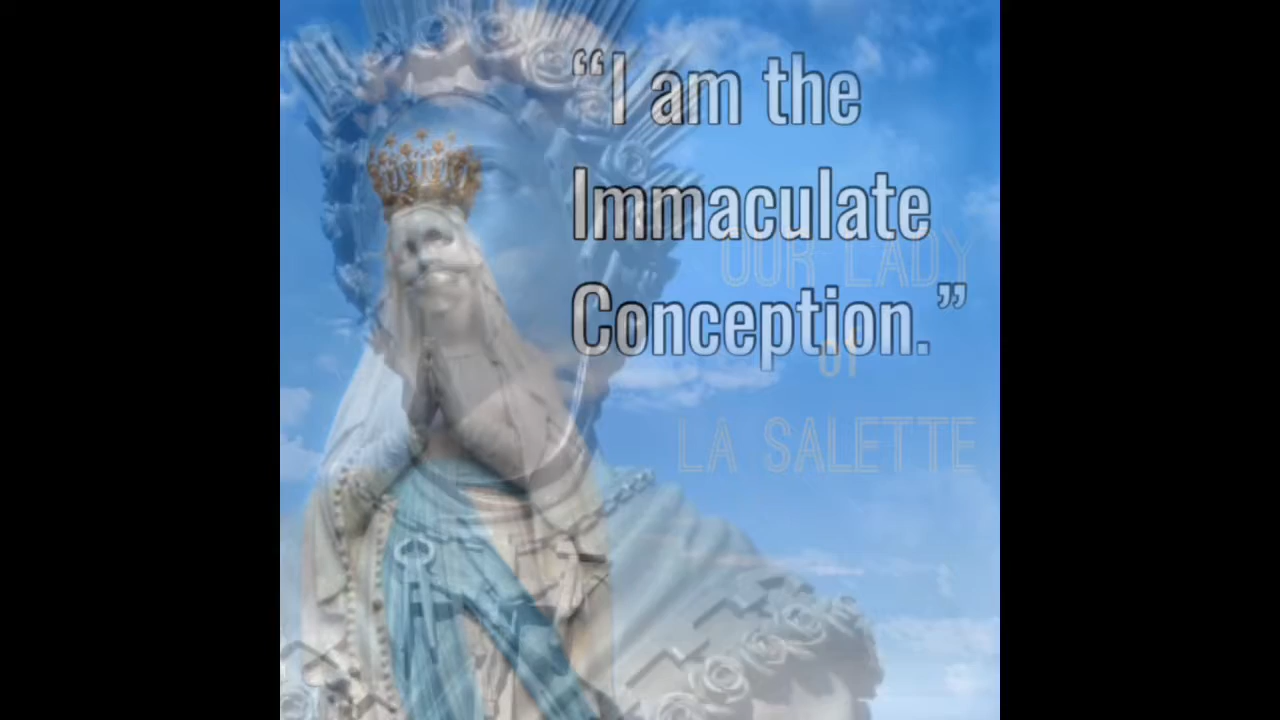 “I am the
Immaculate
Conception.”
OUR LADY
of
LA SALETTE